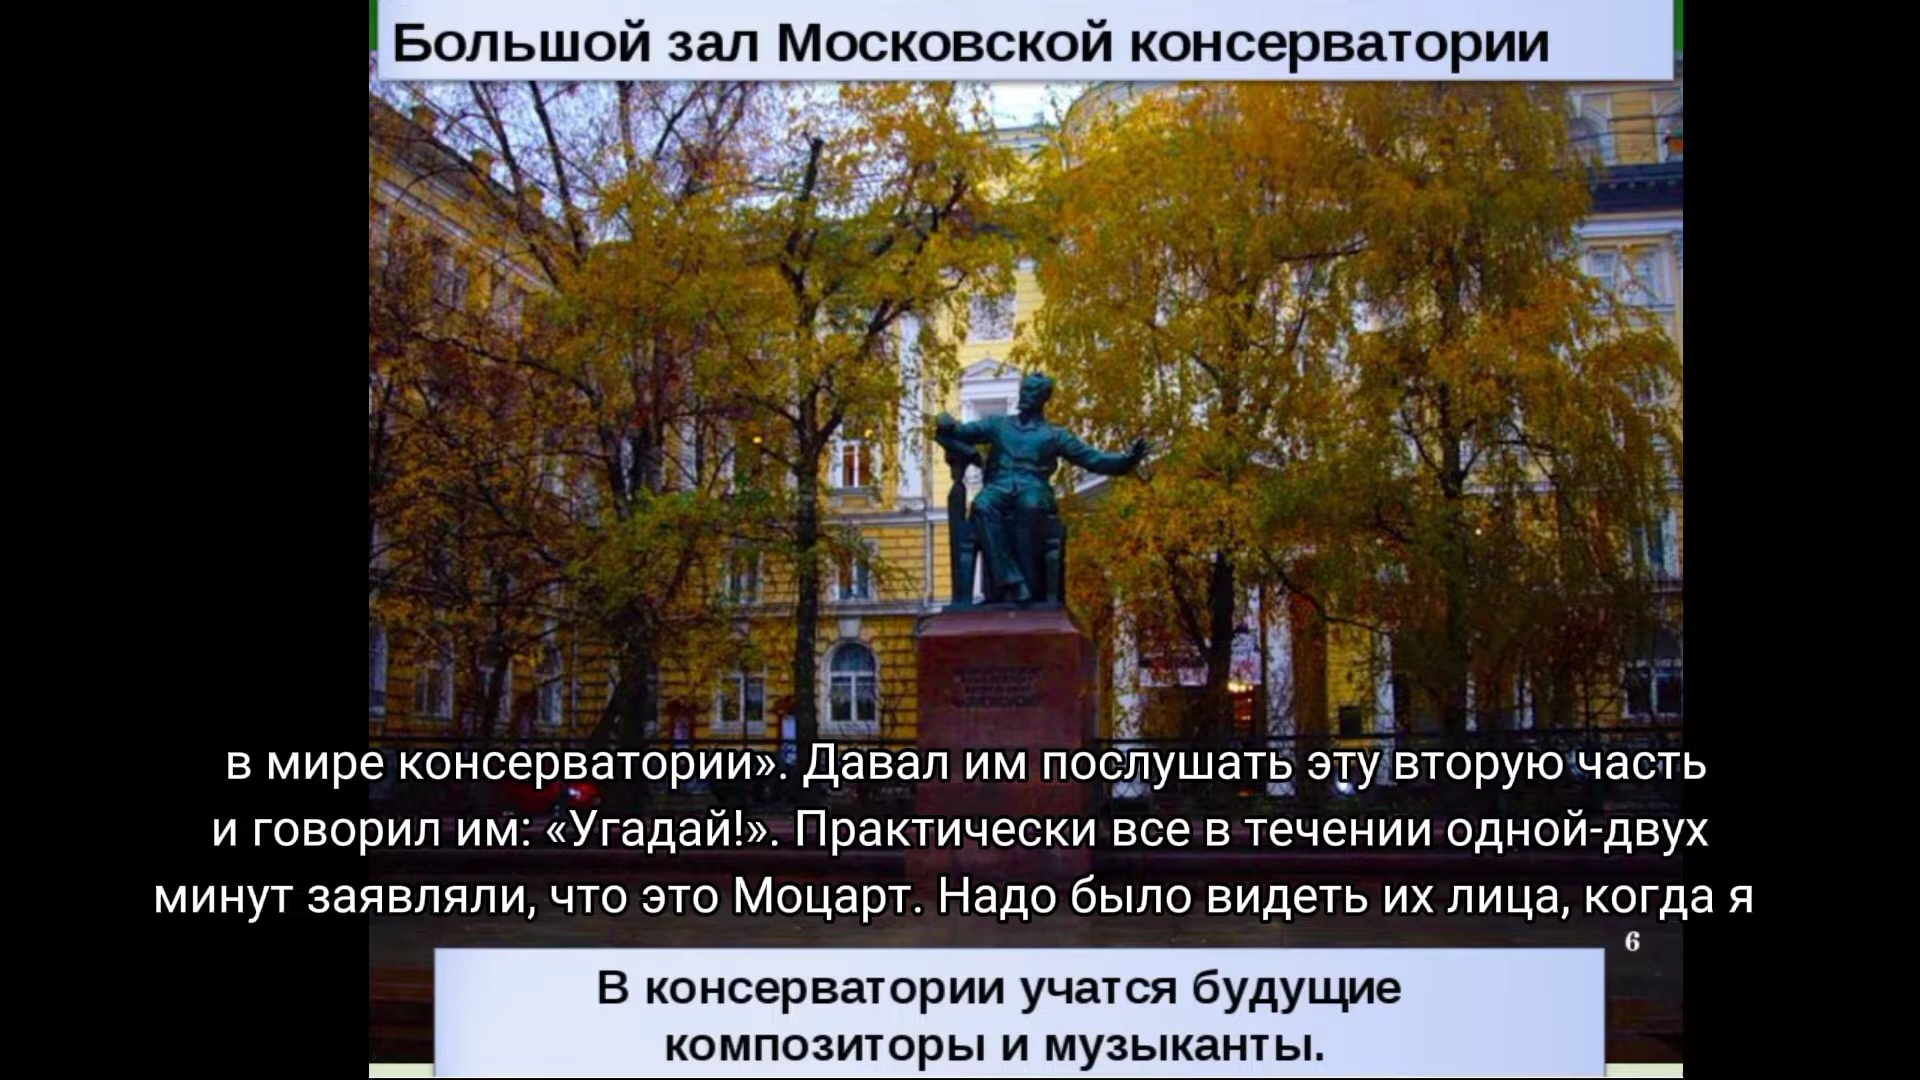 Большой зал Московской консерватории
в мире консерватории». Давал им послушать эту вторую часть
и говорил им: «Угадай!». Практически все в течении одной-двух
минут заявляли, что это Моцарт. Надо было видеть их лица, когда я
6
В консерватории учатся будущие
композиторы и музыканты.